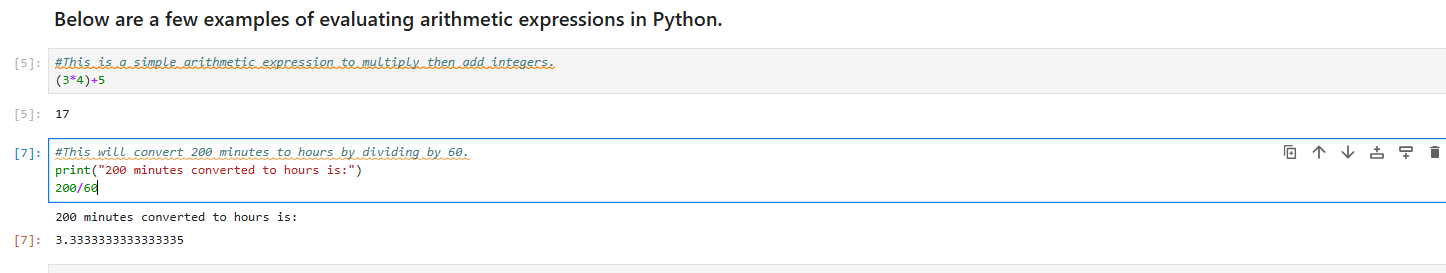 Below are a few examples of evaluating arithmetic expressions in Python.
[5]: #This is a simple arithmetic expression to multiply then add integers.
(3*4)+5
[5]: 17
[7]: #This will convert 200 minutes to hours by dividing by 60.
print("200 minutes converted to hours is:")
200/60
200 minutes converted to hours is:
[7]: 3.3333333333333335